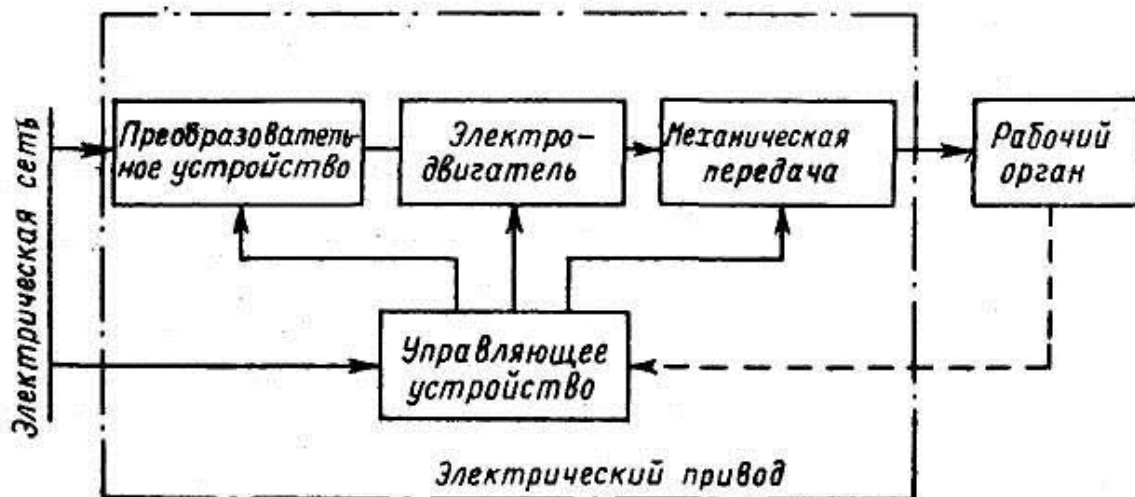 Электрическая сеть
Преобразователь-
ное устройство
Электро-
двигатель
Механическая
передача
Рабочий
орган
Управляющее
устройство
Электрический привод